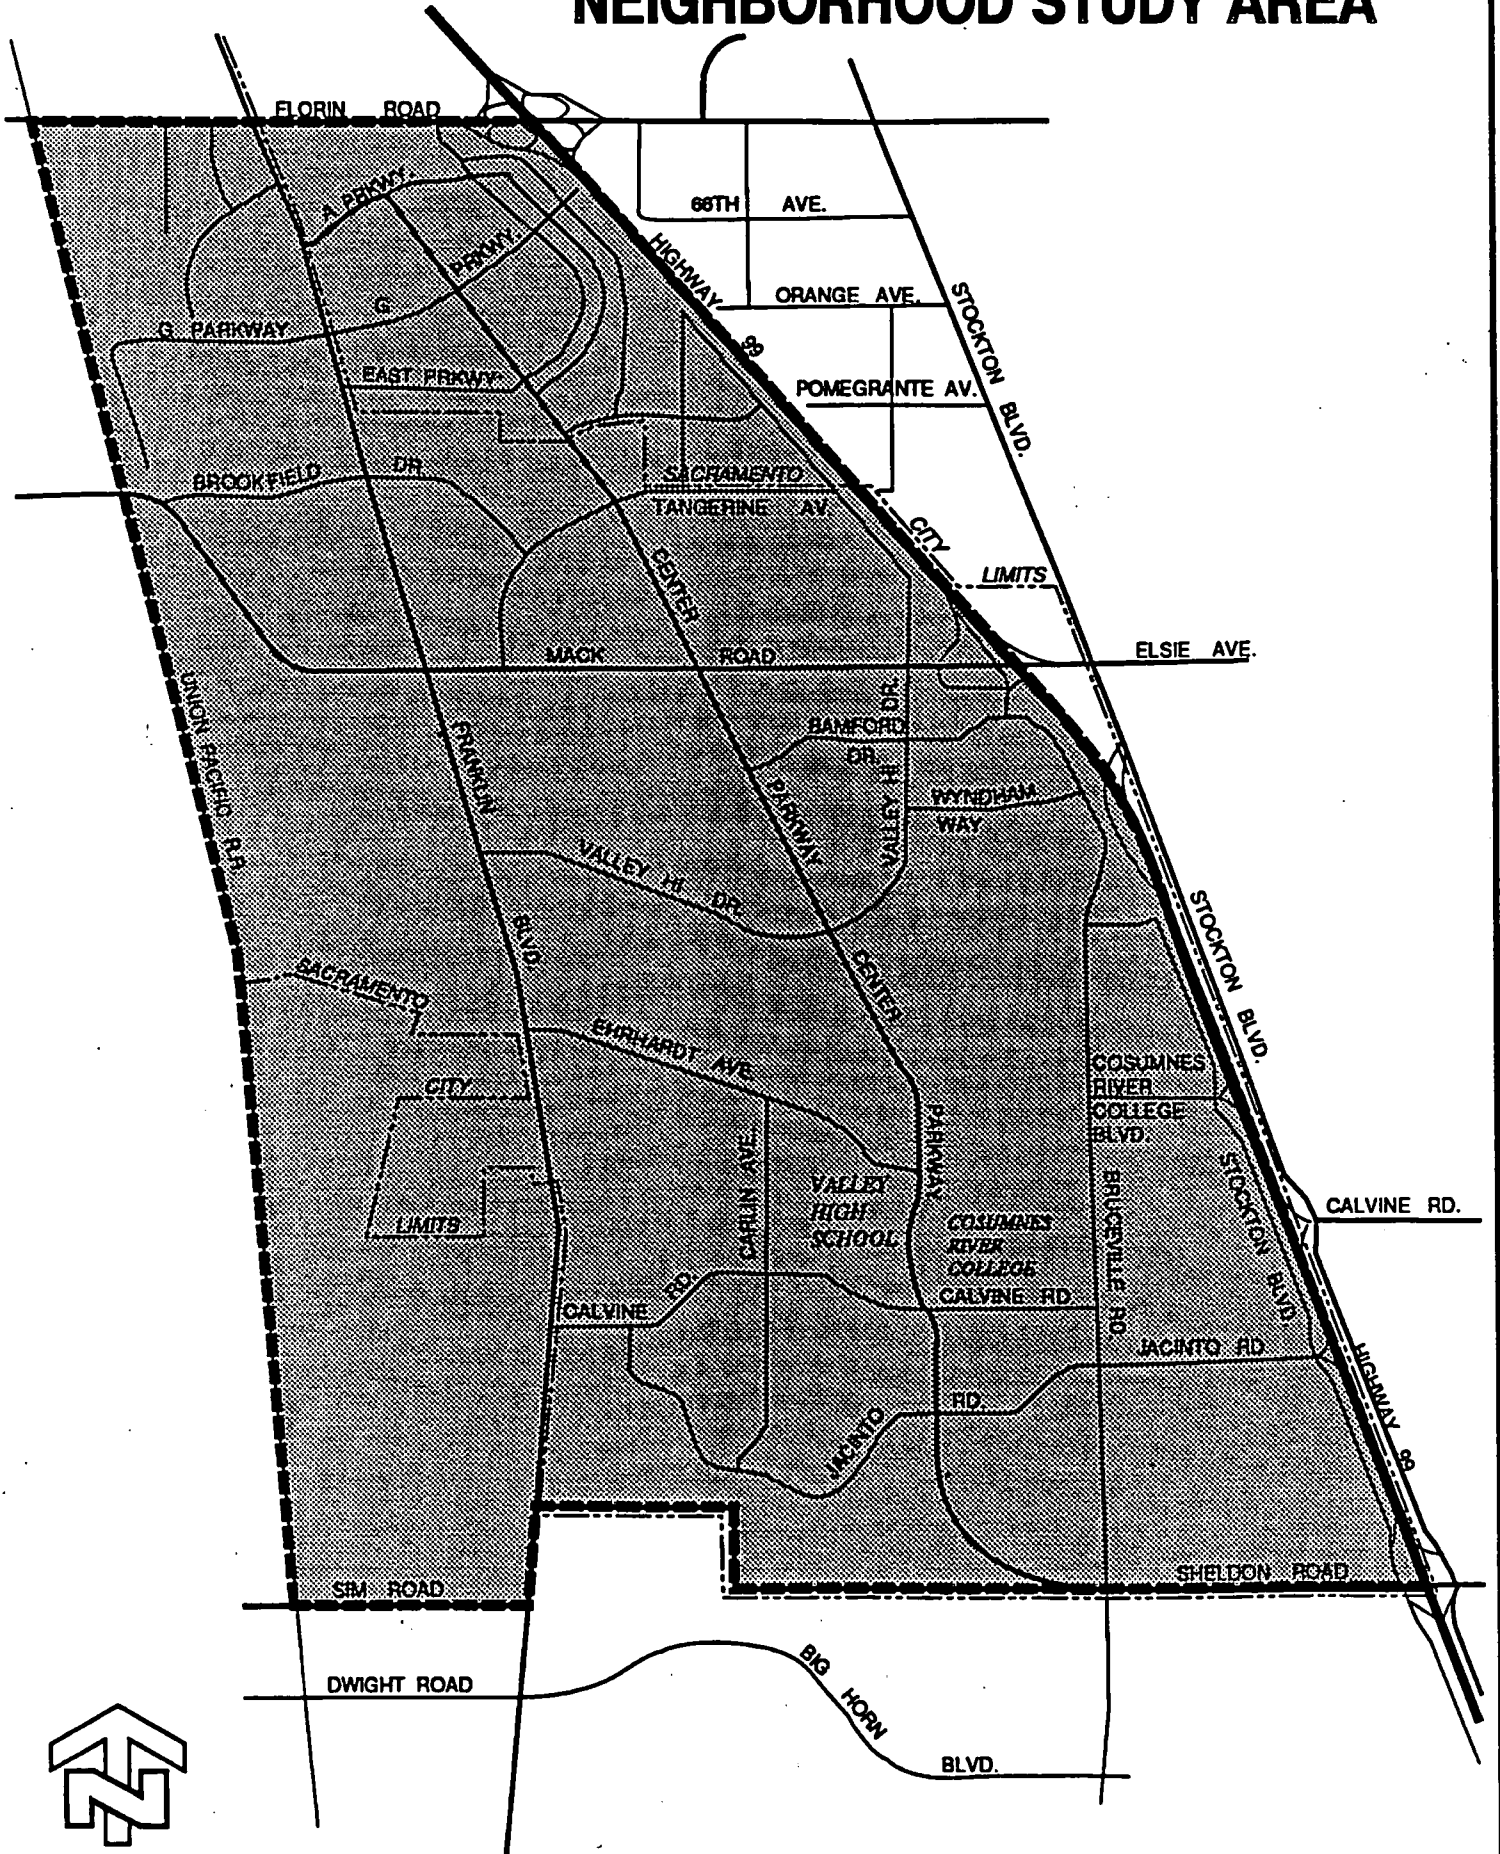 NEIGHBORHOOD STUDY AREA
FLORIN ROAD
A PRKWY.
66TH AVE.
G PRKWY.
HIGHWAY 99
ORANGE AVE.
STOCKTON BLVD.
G PARKWAY
EAST PRKWY.
POMEGRANTE AV.
BROOKFIELD DR.
SACRAMENTO
TANGERINE AV.
CITY
LIMITS
CENTER
ELSIE AVE.
MACK ROAD
UNION PACIFIC R.R.
FRANKLIN
BAMFORD
DR.
VALLEY HI DR.
PARKWAY
WYNDHAM
WAY
VALLEY HI DR.
BLVD.
STOCKTON BLVD.
CENTER
SACRAMENTO
EHRHARDT AVE.
COSUMNES
RIVER
COLLEGE
BLVD.
CITY
PARKWAY
CARLIN AVE.
VALLEY
HIGH
SCHOOL
BRUCEVILLE RD.
STOCKTON BLVD.
CALVINE RD.
LIMITS
COSUMNES
RIVER
COLLEGE
CALVINE RD.
CALVINE RD
JACINTO RD
HIGHWAY 99
JACINTO RD.
SHELDON ROAD
SIM ROAD
DWIGHT ROAD
BIG HORN
BLVD.
N